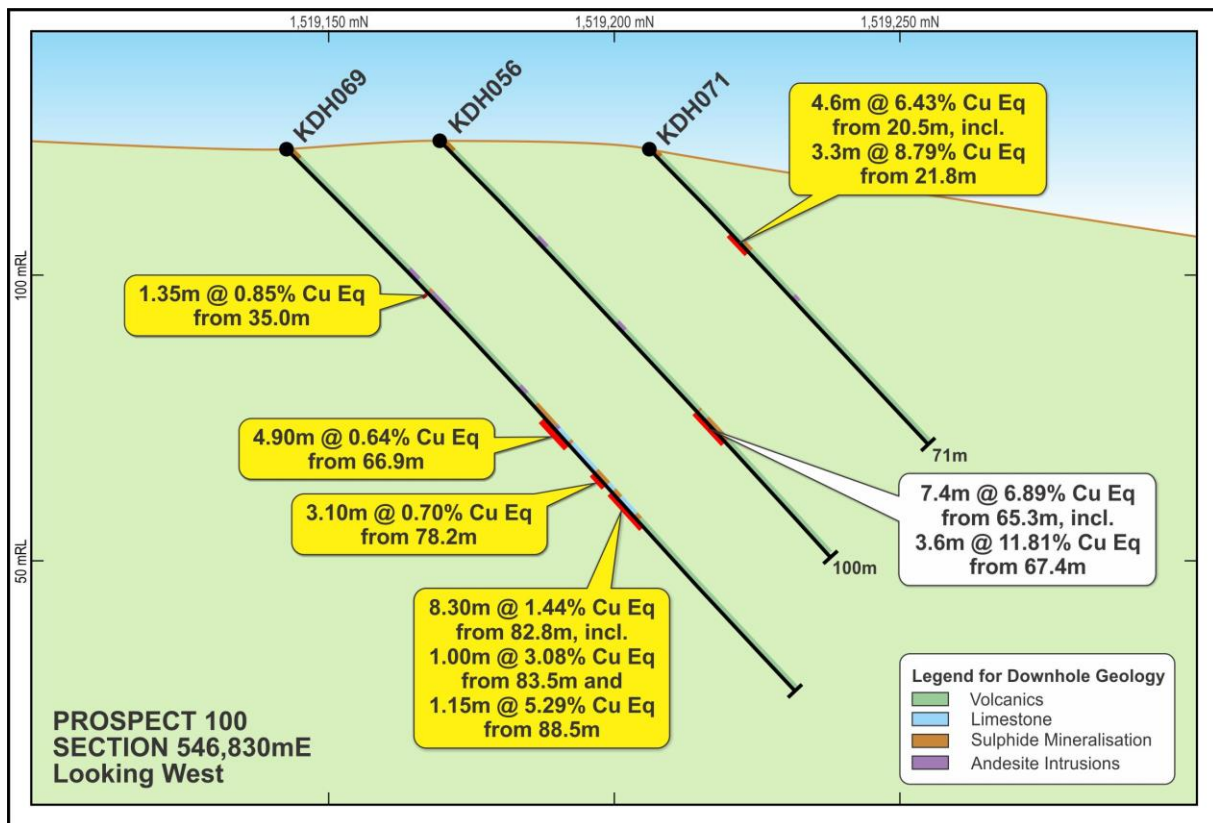 1,519,150 mN
1,519,200 mN
1,519,250 mN
KDH069
KDH056
KDH071
4.6m @ 6.43% Cu Eq
from 20.5m, incl.
3.3m @ 8.79% Cu Eq
from 21.8m
100 mRL
1.35m @ 0.85% Cu Eq
from 35.0m
4.90m @ 0.64% Cu Eq
from 66.9m
71m
7.4m @ 6.89% Cu Eq
from 65.3m, incl.
3.6m @ 11.81% Cu Eq
from 67.4m
3.10m @ 0.70% Cu Eq
from 78.2m
50 mRL
100m
8.30m @ 1.44% Cu Eq
from 82.8m, incl.
1.00m @ 3.08% Cu Eq
from 83.5m and
1.15m @ 5.29% Cu Eq
from 88.5m
Legend for Downhole Geology
Volcanics
Limestone
Sulphide Mineralisation
Andesite Intrusions
PROSPECT 100
SECTION 546,830mE
Looking West